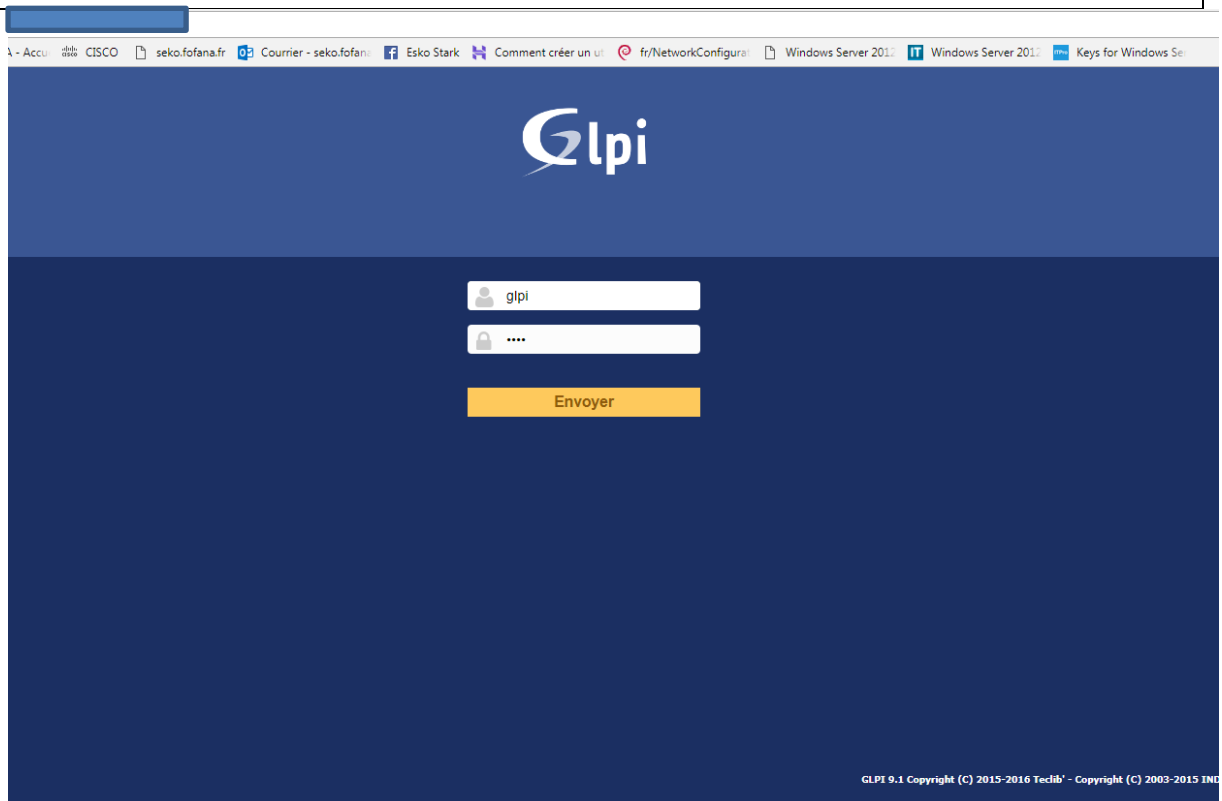 A - Accu CISCO seko.fofana.fr Courrier - seko.fofana Esko Stark Comment créer un ut fr/NetworkConfigurat Windows Server 2012 IT Windows Server 2012 Keys for Windows Se
Glpi
glpi
••••
Envoyer
GLPI 9.1 Copyright (C) 2015-2016 Teclib' - Copyright (C) 2003-2015 IND